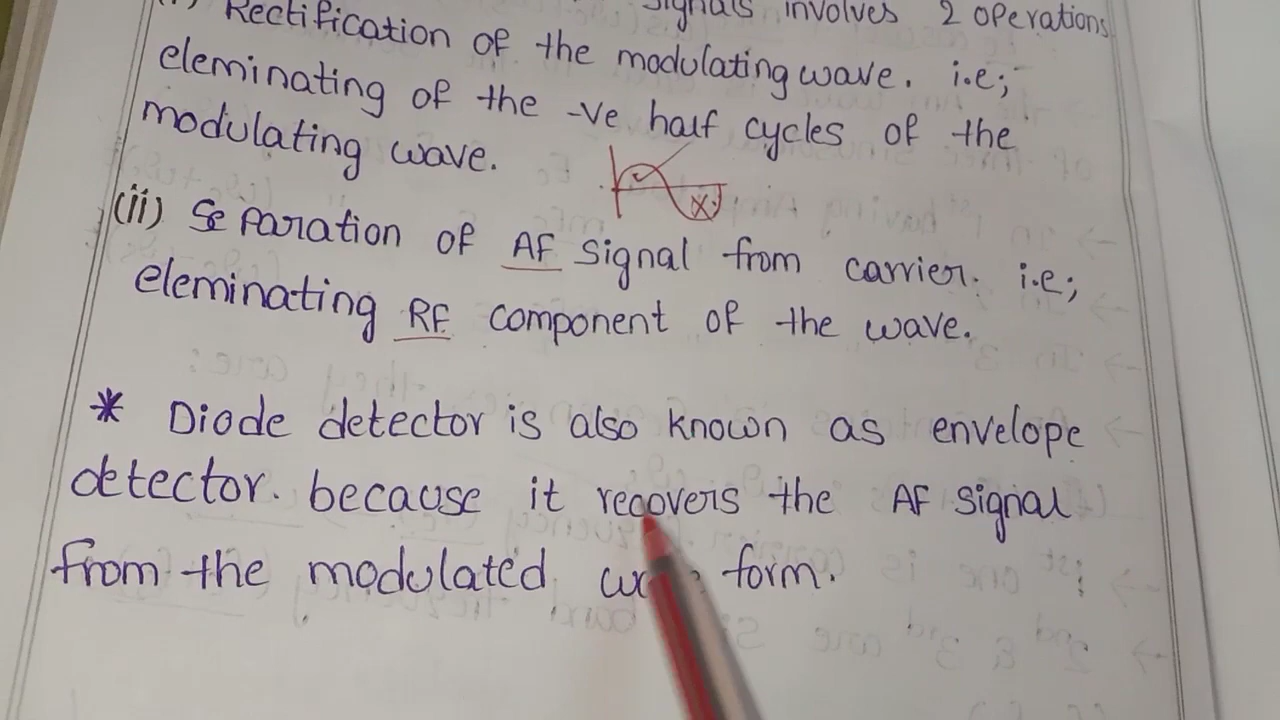 signals involves 2 operations
Rectification of the modulating wave. i.e;
eleminating of the -ve half cycles of the
modulating wave.
(ii) Separation of AF signal from carrier. i.e;
eleminating RF component of the wave.
* Diode detector is also known as envelope
detector. because it recovers the AF signal
from the modulated form.